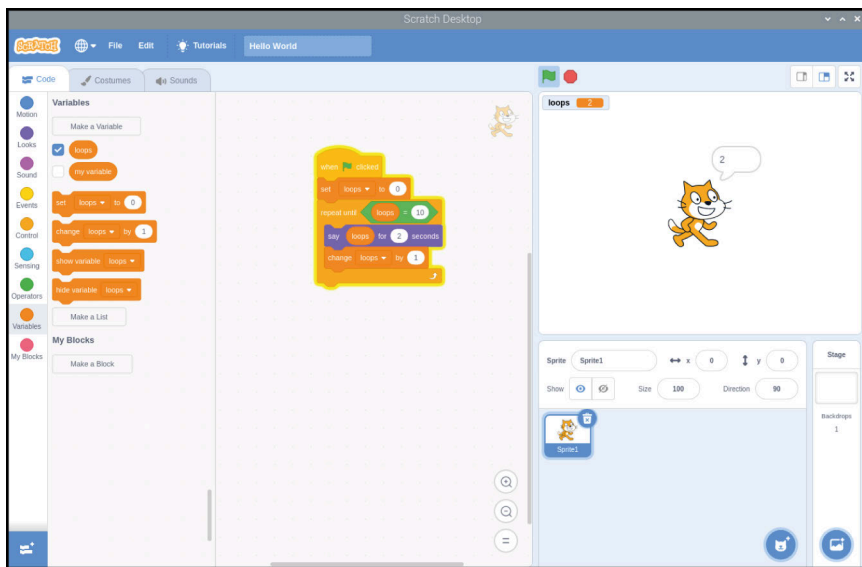 Scratch Desktop
SCRATCH File Edit Tutorials Hello World
Code Costumes Sounds
Motion
Looks
Sound
Events
Control
Sensing
Operators
Variables
My Blocks
Variables
Make a Variable
loops
my variable
set loops to 0
change loops by 1
show variable loops
hide variable loops
Make a List
My Blocks
Make a Block
when clicked
set loops to 0
repeat until loops = 10
say loops for 2 seconds
change loops by 1
loops 2
2
Sprite Sprite1 x 0 y 0
Show Size 100 Direction 90
Sprite1
Stage
Backdrops
1